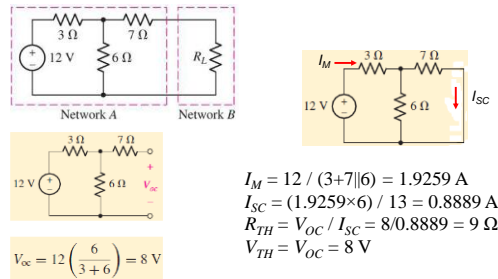 3 Ω 7 Ω
12 V 6 Ω R_L
Network A Network B
3 Ω 7 Ω
12 V 6 Ω V_oc
V_oc = 12 ( 6 / 3 + 6 ) = 8 V
I_M 3 Ω 7 Ω
12 V 6 Ω I_SC
I_M = 12 / (3+7||6) = 1.9259 A
I_SC = (1.9259×6) / 13 = 0.8889 A
R_TH = V_OC / I_SC = 8/0.8889 = 9 Ω
V_TH = V_OC = 8 V